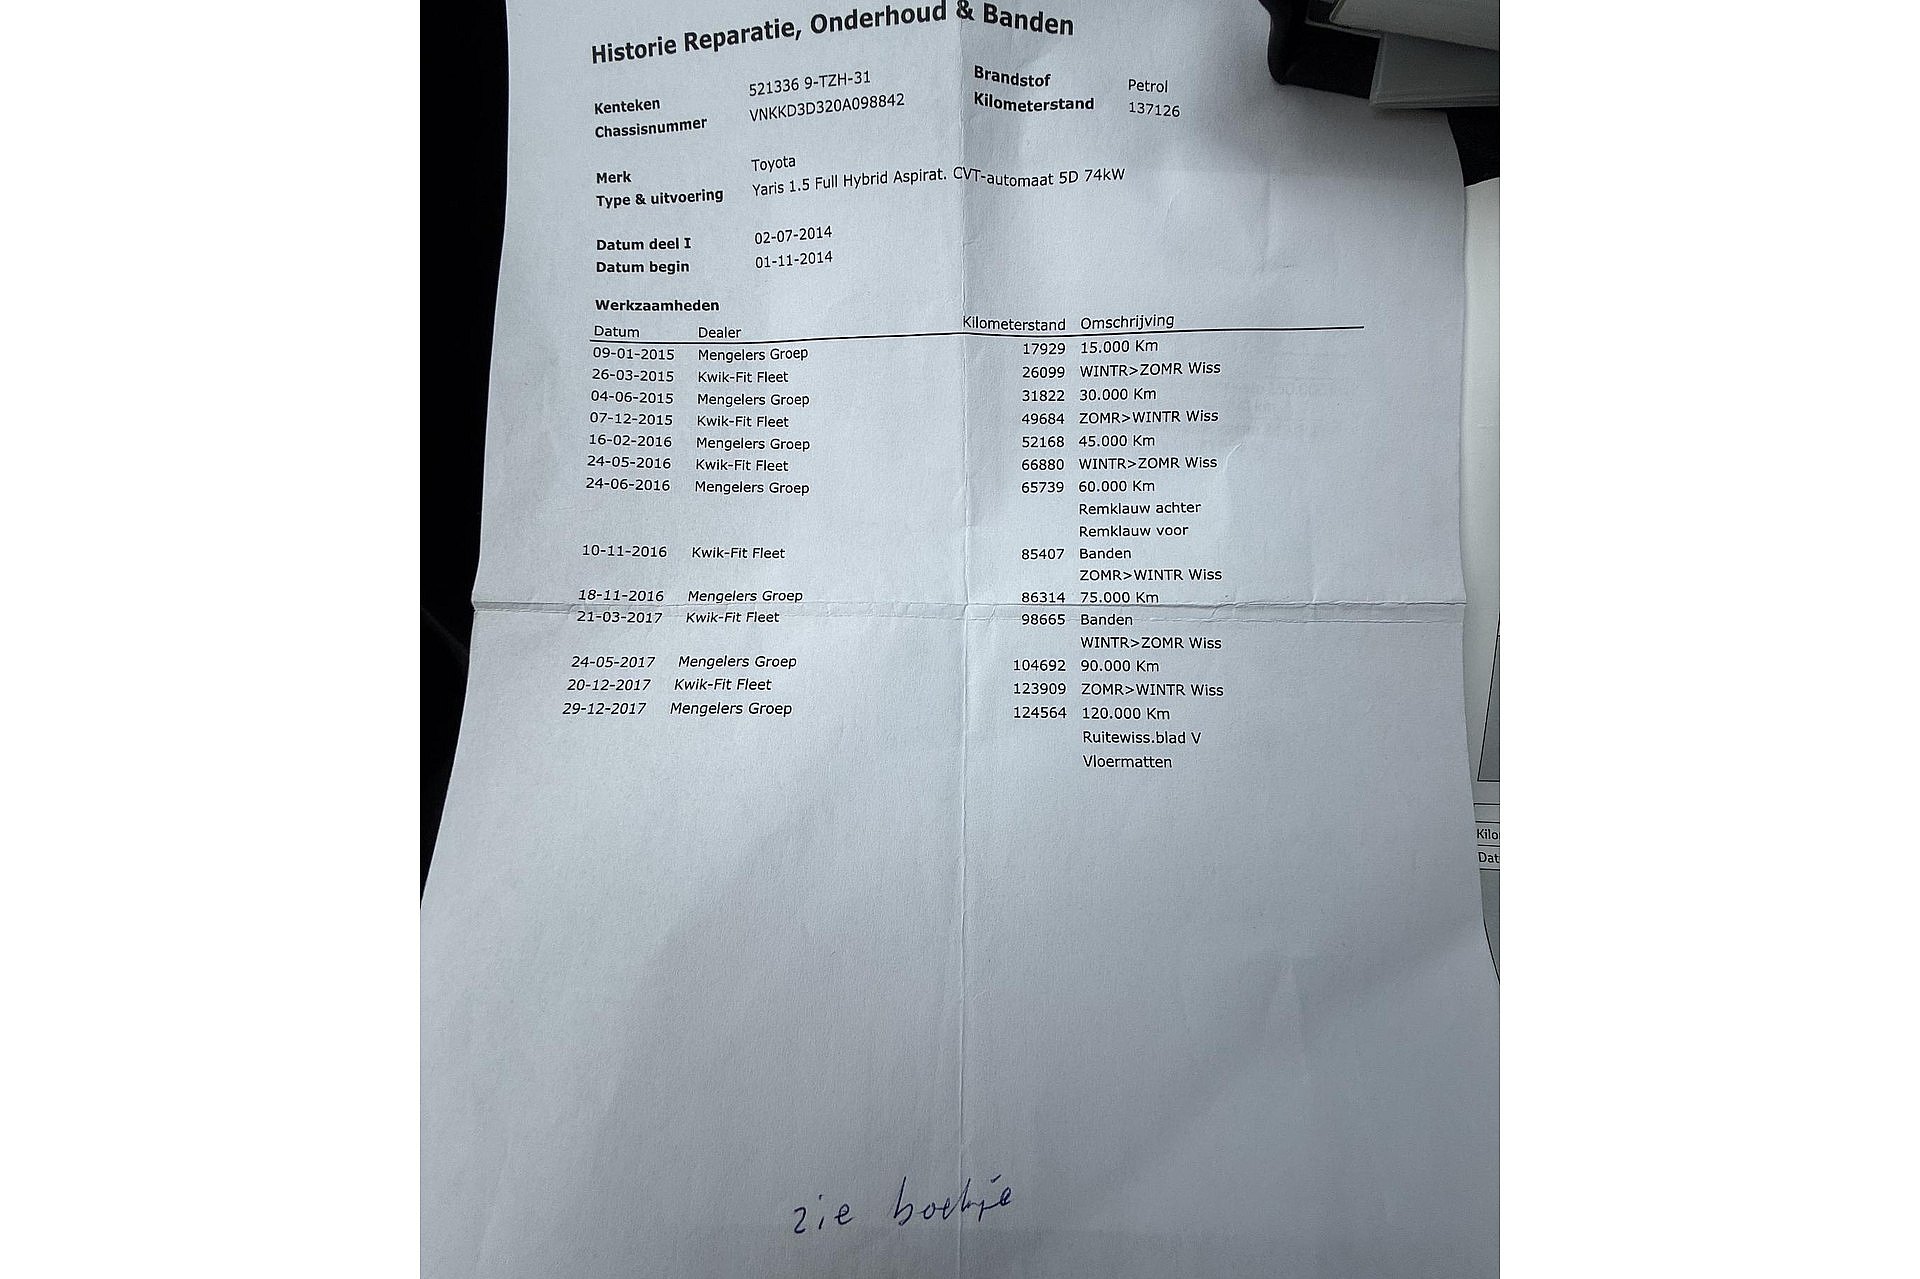 Historie Reparatie, Onderhoud & Banden
Kenteken 521336 9-TZH-31 Brandstof Petrol
Chassisnummer VNKKD3D320A098842 Kilometerstand 137126
Merk Toyota
Type & uitvoering Yaris 1.5 Full Hybrid Aspirat. CVT-automaat 5D 74kW
Datum deel I 02-07-2014
Datum begin 01-11-2014
Werkzaamheden
Datum Dealer Kilometerstand Omschrijving
09-01-2015 Mengelers Groep 17929 15.000 Km
26-03-2015 Kwik-Fit Fleet 26099 WINTR>ZOMR Wiss
04-06-2015 Mengelers Groep 31822 30.000 Km
07-12-2015 Kwik-Fit Fleet 49684 ZOMR>WINTR Wiss
16-02-2016 Mengelers Groep 52168 45.000 Km
24-05-2016 Kwik-Fit Fleet 66880 WINTR>ZOMR Wiss
24-06-2016 Mengelers Groep 65739 60.000 Km
Remklauw achter
Remklauw voor
10-11-2016 Kwik-Fit Fleet 85407 Banden
ZOMR>WINTR Wiss
18-11-2016 Mengelers Groep 86314 75.000 Km
21-03-2017 Kwik-Fit Fleet 98665 Banden
WINTR>ZOMR Wiss
24-05-2017 Mengelers Groep 104692 90.000 Km
20-12-2017 Kwik-Fit Fleet 123909 ZOMR>WINTR Wiss
29-12-2017 Mengelers Groep 124564 120.000 Km
Ruitewiss.blad V
Vloermatten
Kilo
Dat
zie boekje